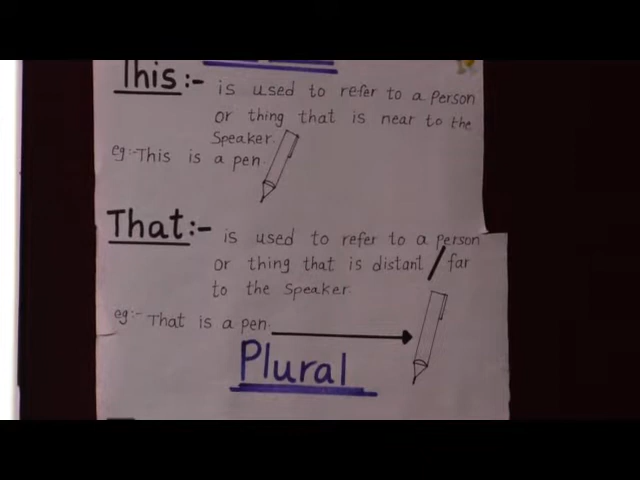 This:- is used to refer to a person
or thing that is near to the
Speaker.
eg:- This is a pen.
That:- is used to refer to a person
or thing that is distant / far
to the Speaker.
eg:- That is a pen.
Plural